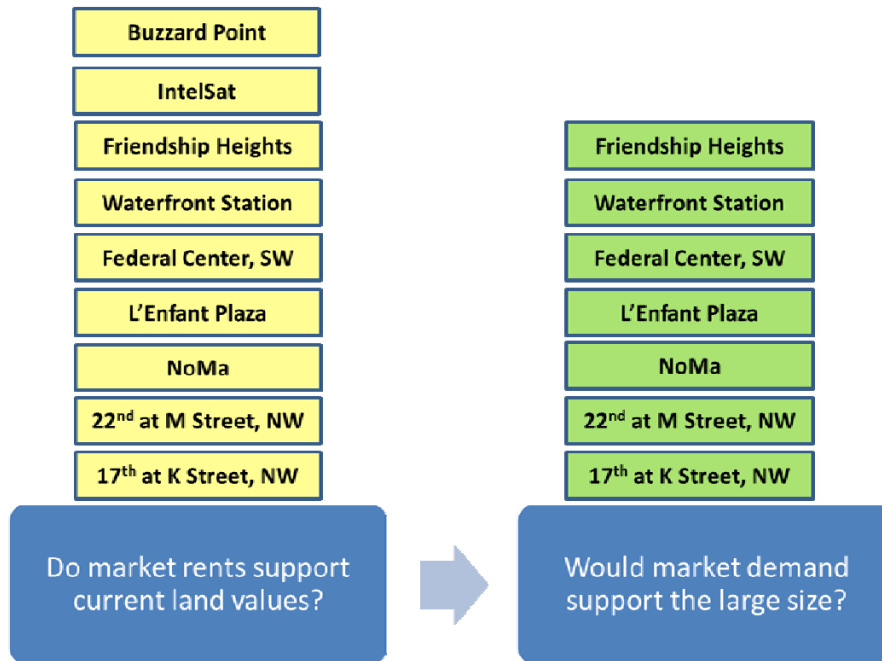 Buzzard Point
IntelSat
Friendship Heights
Waterfront Station
Federal Center, SW
L’Enfant Plaza
NoMa
22nd at M Street, NW
17th at K Street, NW
Do market rents support
current land values?
Friendship Heights
Waterfront Station
Federal Center, SW
L’Enfant Plaza
NoMa
22nd at M Street, NW
17th at K Street, NW
Would market demand
support the large size?